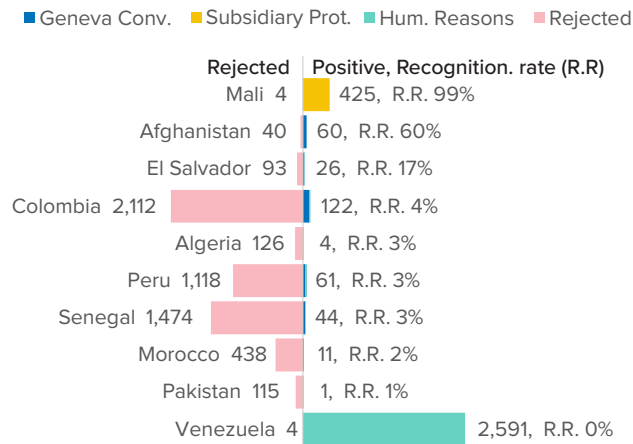 Geneva Conv. Subsidiary Prot. Hum. Reasons Rejected
Rejected Positive, Recognition. rate (R.R)
Mali 4 425, R.R. 99%
Afghanistan 40 60, R.R. 60%
El Salvador 93 26, R.R. 17%
Colombia 2,112 122, R.R. 4%
Algeria 126 4, R.R. 3%
Peru 1,118 61, R.R. 3%
Senegal 1,474 44, R.R. 3%
Morocco 438 11, R.R. 2%
Pakistan 115 1, R.R. 1%
Venezuela 4 2,591, R.R. 0%